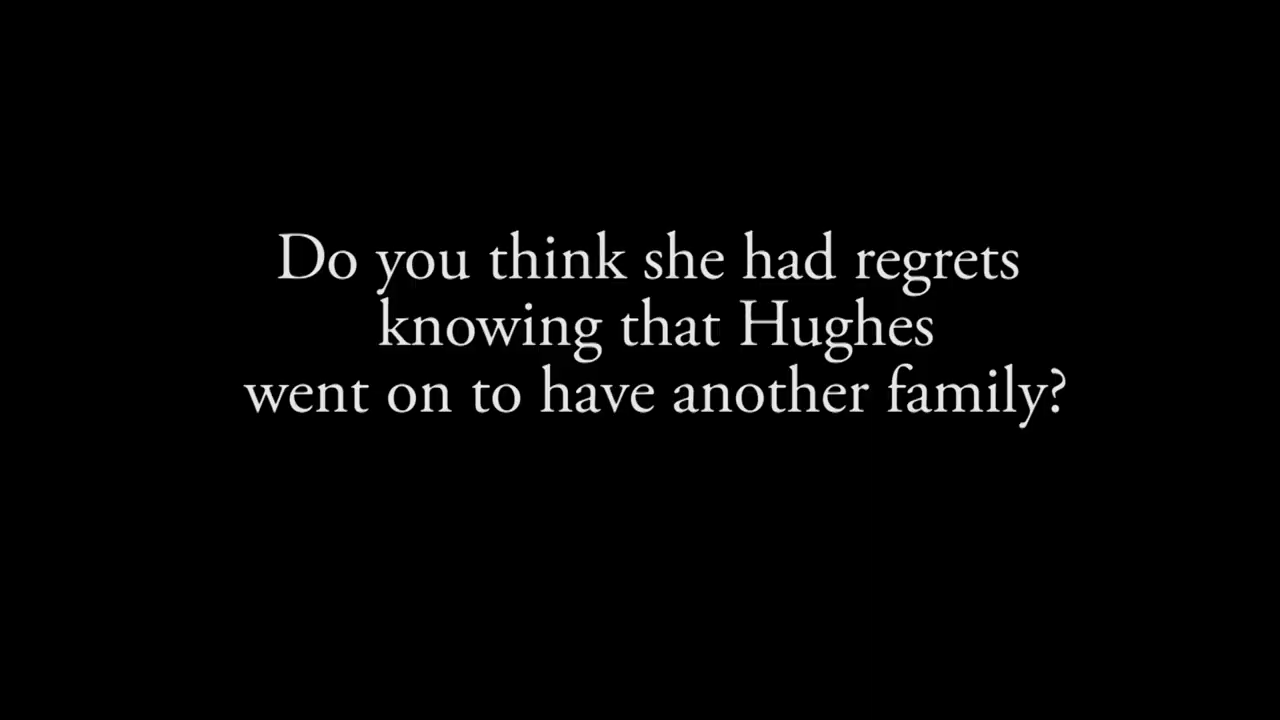 Do you think she had regrets
knowing that Hughes
went on to have another family?